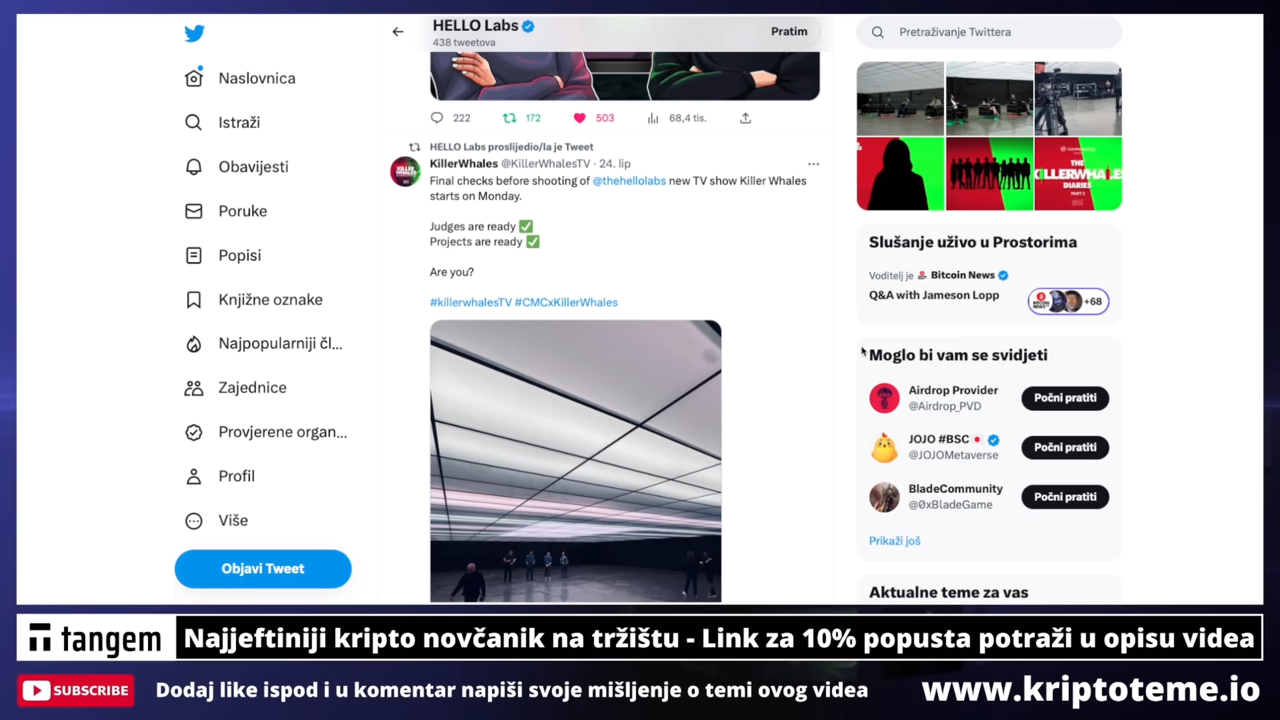 HELLO Labs
438 tweetova
Pratim
Pretraživanje Twittera
Naslovnica
Istraži
Obavijesti
Poruke
Popisi
Knjižne oznake
Najpopularniji čl...
Zajednice
Provjerene organ...
Profil
Više
Objavi Tweet
222
172
503
68,4 tis.
HELLO Labs proslijedio/la je Tweet
KillerWhales @KillerWhalesTV · 24. lip
Final checks before shooting of @thehellolabs new TV show Killer Whales
starts on Monday.
Judges are ready ✅
Projects are ready ✅
Are you?
#killerwhalesTV #CMCxKillerWhales
THE
KILLERWHALES
DIARIES
PART 2
Slušanje uživo u Prostorima
Voditelj je Bitcoin News
Q&A with Jameson Lopp
+68
Moglo bi vam se svidjeti
Airdrop Provider
@Airdrop_PVD
Počni pratiti
JOJO #BSC
@JOJOMetaverse
Počni pratiti
BladeCommunity
@0xBladeGame
Počni pratiti
Prikaži još
Aktualne teme za vas
tangem
Najjeftiniji kripto novčanik na tržištu - Link za 10% popusta potraži u opisu videa
SUBSCRIBE
Dodaj like ispod i u komentar napiši svoje mišljenje o temi ovog videa
www.kriptoteme.io